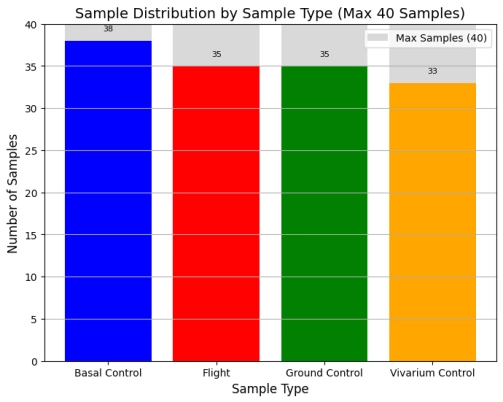 Sample Distribution by Sample Type (Max 40 Samples)
Max Samples (40)
38
35
35
33
Number of Samples
40
35
30
25
20
15
10
5
0
Basal Control
Flight
Ground Control
Vivarium Control
Sample Type